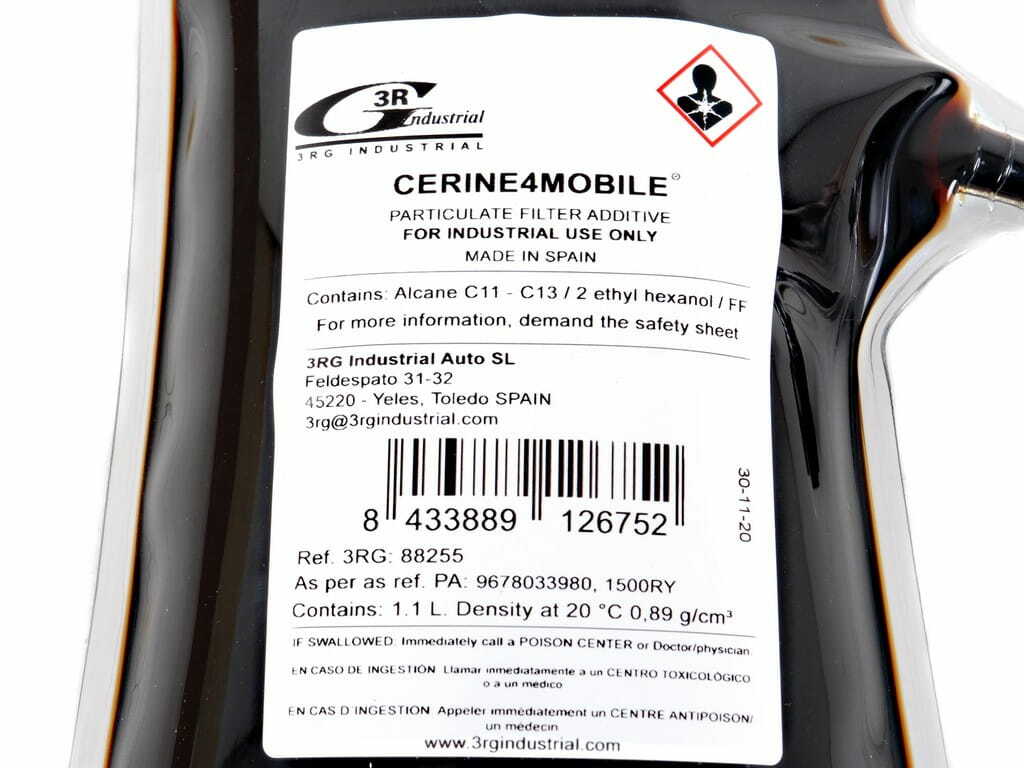 3R
Industrial
3RG INDUSTRIAL
CERINE4MOBILE®
PARTICULATE FILTER ADDITIVE
FOR INDUSTRIAL USE ONLY
MADE IN SPAIN
Contains: Alcane C11 - C13 / 2 ethyl hexanol / FF
For more information, demand the safety sheet
3RG Industrial Auto SL
Feldespato 31-32
45220 - Yeles, Toledo SPAIN
3rg@3rgindustrial.com
8 433889 126752
30-11-20
Ref. 3RG: 88255
As per as ref. PA: 9678033980, 1500RY
Contains: 1.1 L. Density at 20 °C 0,89 g/cm³
IF SWALLOWED: Immediately call a POISON CENTER or Doctor/physician.
EN CASO DE INGESTION: Llamar inmediatamente a un CENTRO TOXICOLÓGICO
o a un médico
EN CAS D'INGESTION: Appeler immédiatement un CENTRE ANTIPOISON/
un médecin
www.3rgindustrial.com